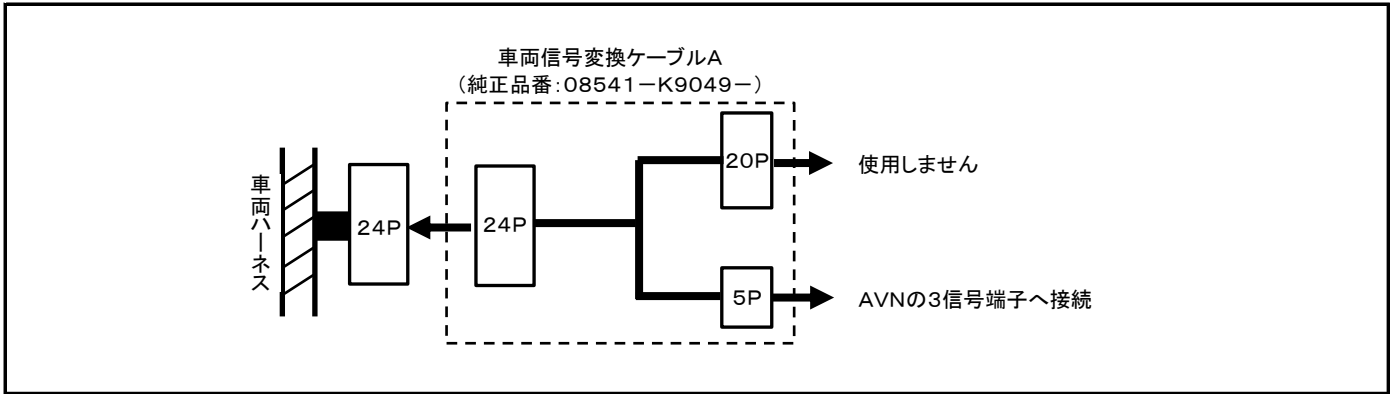 車両信号変換ケーブルA
（純正品番：08541－K9049－）
車両ハーネス
24P
24P
20P
使用しません
5P
AVNの3信号端子へ接続